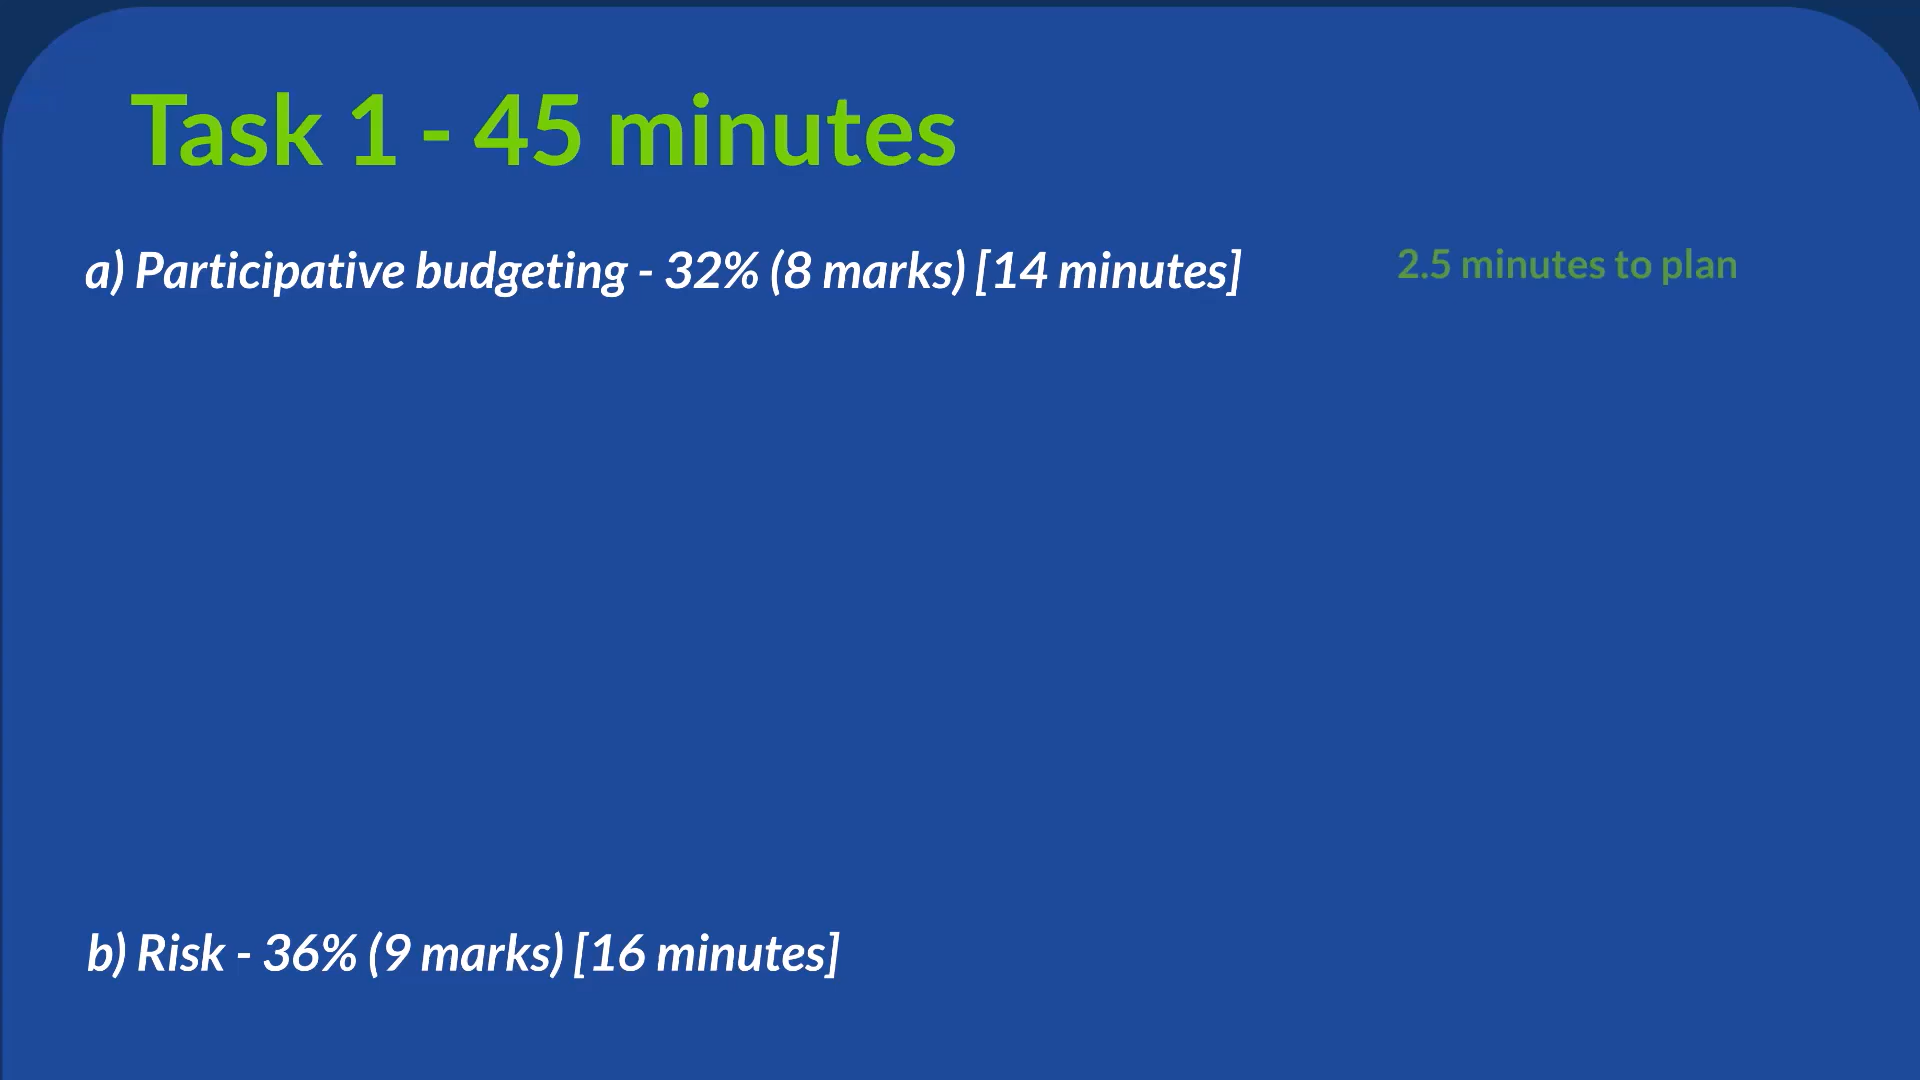 Task 1 - 45 minutes
a) Participative budgeting - 32% (8 marks) [14 minutes]
2.5 minutes to plan
b) Risk - 36% (9 marks) [16 minutes]